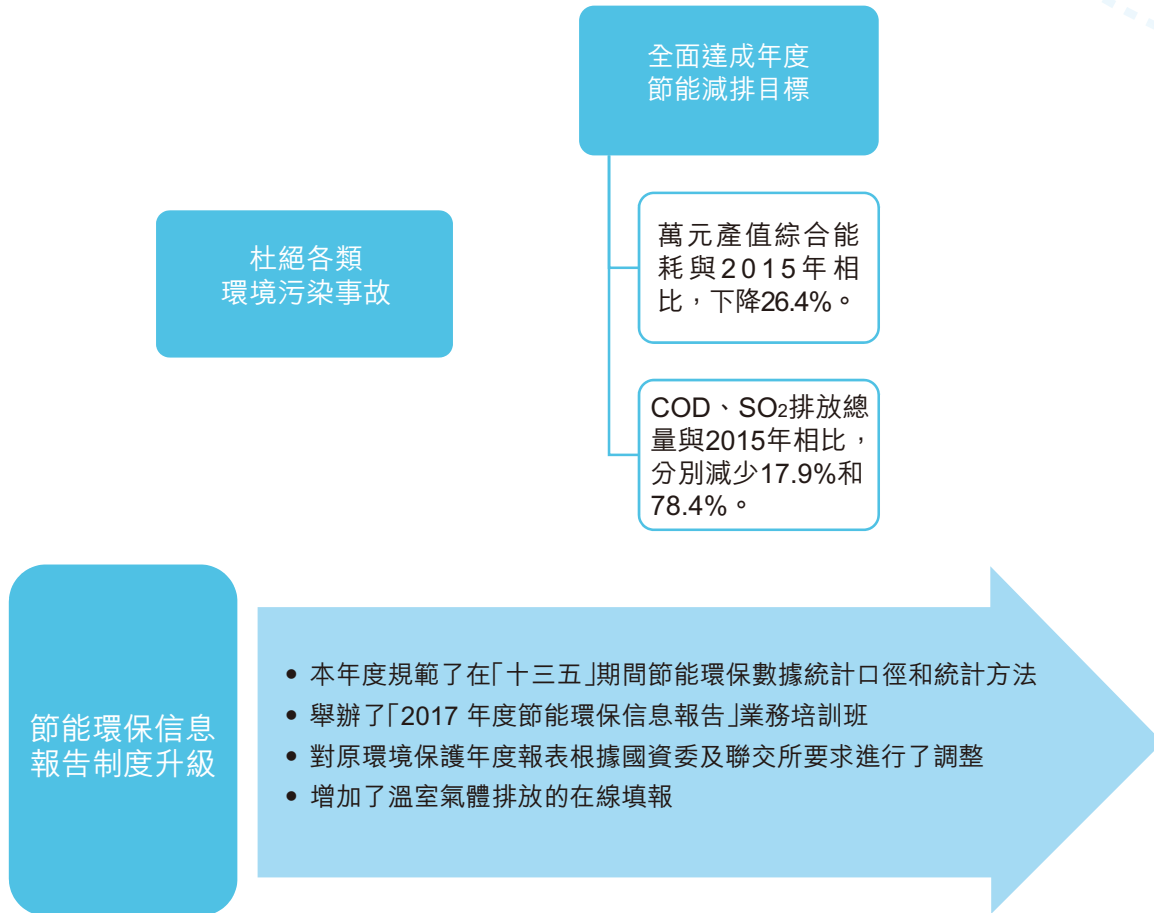 全面達成年度
節能減排目標
杜絕各類
環境污染事故
萬元產值綜合能
耗與2015年相
比，下降26.4%。
COD、SO₂排放總
量與2015年相比，
分別減少17.9%和
78.4%。
節能環保信息
報告制度升級
• 本年度規範了在「十三五」期間節能環保數據統計口徑和統計方法
• 舉辦了「2017 年度節能環保信息報告」業務培訓班
• 對原環境保護年度報表根據國資委及聯交所要求進行了調整
• 增加了溫室氣體排放的在線填報